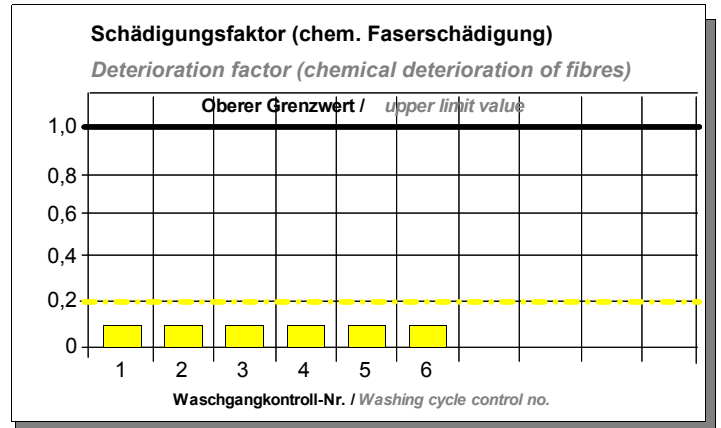 Schädigungsfaktor (chem. Faserschädigung)
Deterioration factor (chemical deterioration of fibres)
Oberer Grenzwert / upper limit value
1,0
0,8
0,6
0,4
0,2
0
1 2 3 4 5 6
Waschgangkontroll-Nr. / Washing cycle control no.